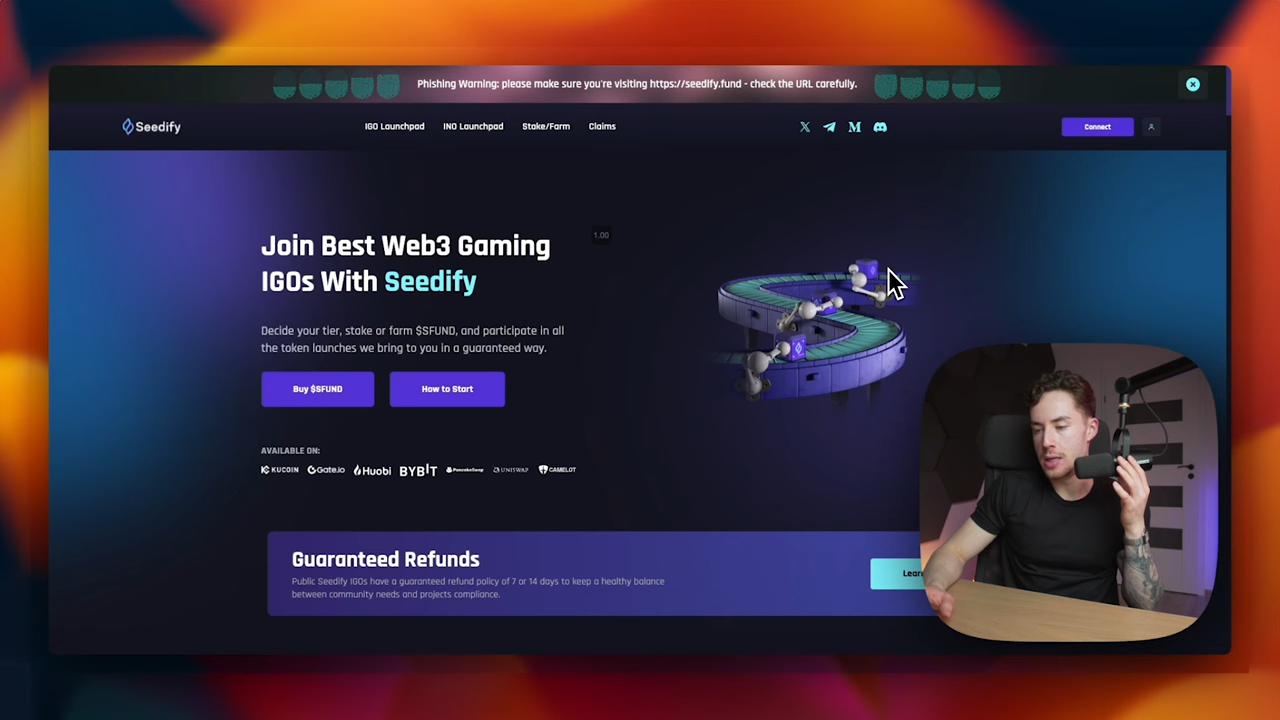 Phishing Warning: please make sure you're visiting https://seedify.fund - check the URL carefully.
Seedify
IGO Launchpad
INO Launchpad
Stake/Farm
Claims
Connect
Join Best Web3 Gaming
IGOs With Seedify
1.00
Decide your tier, stake or farm $SFUND, and participate in all
the token launches we bring to you in a guaranteed way.
Buy $SFUND
How to Start
AVAILABLE ON:
KUCOIN Gate.io Huobi BYBIT PancakeSwap UNISWAP CAMELOT
Guaranteed Refunds
Public Seedify IGOs have a guaranteed refund policy of 7 or 14 days to keep a healthy balance
between community needs and projects compliance.
Lear